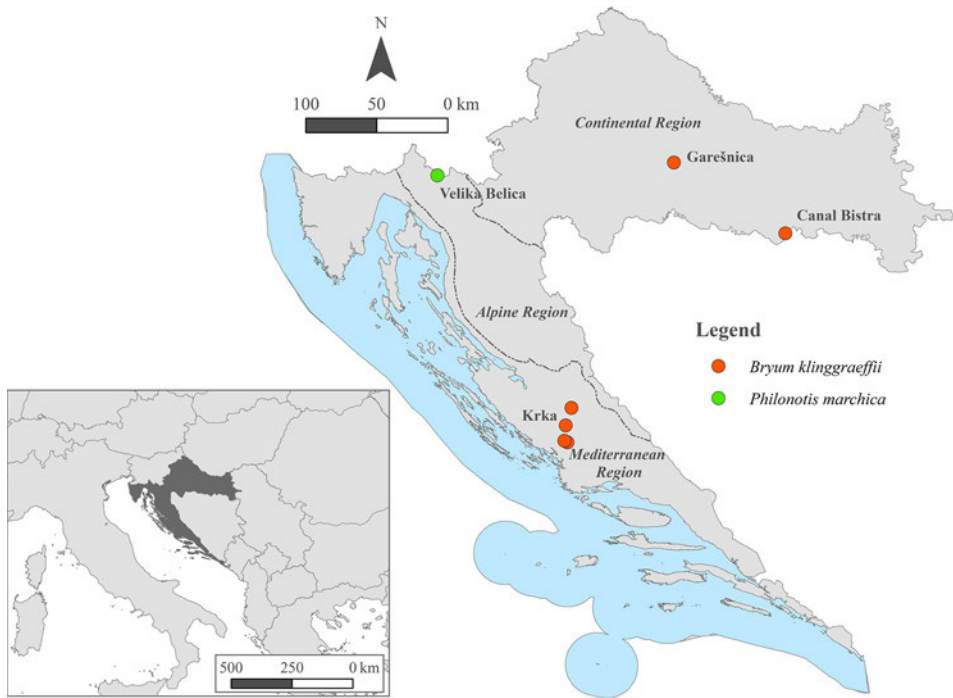 N
100 50 0 km
Continental Region
Garešnica
Velika Belica
Canal Bistra
Alpine Region
Legend
Bryum klinggraeffii
Philonotis marchica
Krka
Mediterranean
Region
500 250 0 km